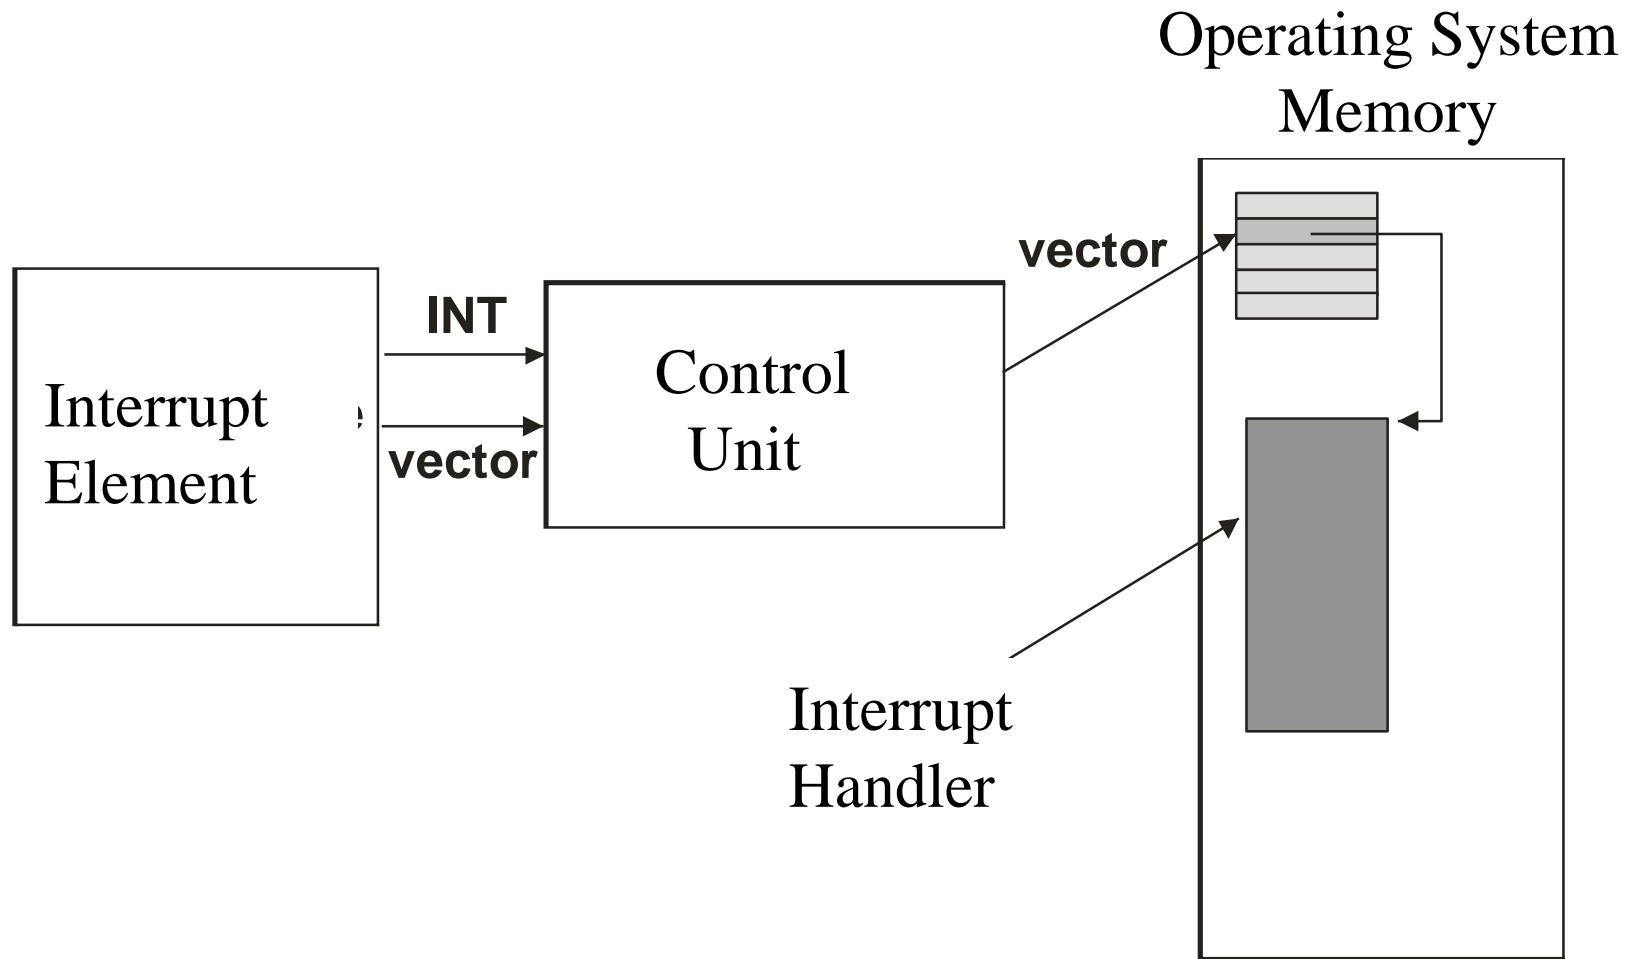 Operating System
Memory
vector
INT
Interrupt
Element
vector
Control
Unit
Interrupt
Handler